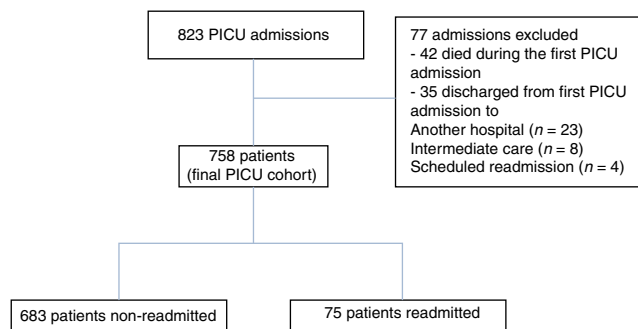 823 PICU admissions
77 admissions excluded
- 42 died during the first PICU
admission
- 35 discharged from first PICU
admission to
Another hospital (n = 23)
Intermediate care (n = 8)
Scheduled readmission (n = 4)
758 patients
(final PICU cohort)
683 patients non-readmitted
75 patients readmitted